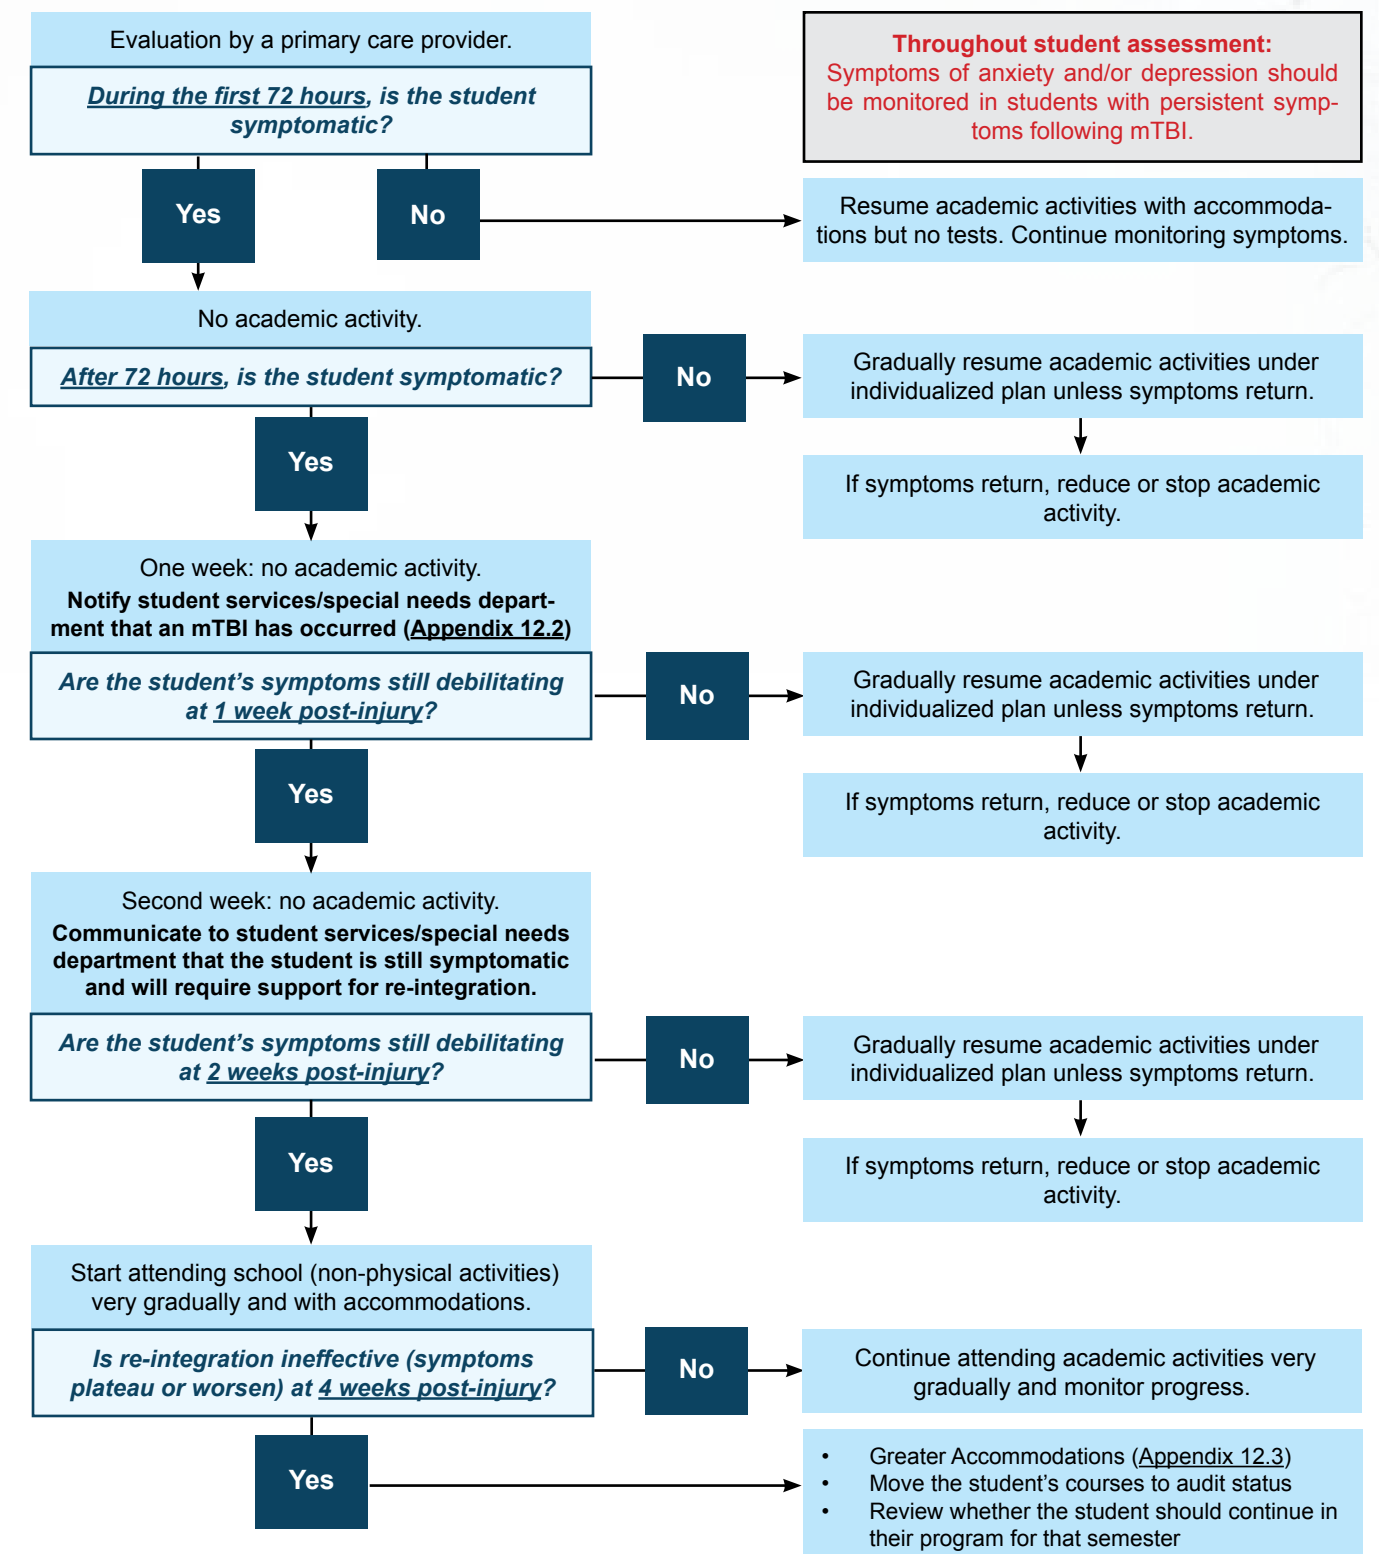 Evaluation by a primary care provider.
During the first 72 hours, is the student
symptomatic?
Throughout student assessment:
Symptoms of anxiety and/or depression should
be monitored in students with persistent symp-
toms following mTBI.
Yes
No
Resume academic activities with accommoda-
tions but no tests. Continue monitoring symptoms.
No academic activity.
After 72 hours, is the student symptomatic?
No
Gradually resume academic activities under
individualized plan unless symptoms return.
If symptoms return, reduce or stop academic
activity.
Yes
One week: no academic activity.
Notify student services/special needs depart-
ment that an mTBI has occurred (Appendix 12.2)
Are the student’s symptoms still debilitating
at 1 week post-injury?
No
Gradually resume academic activities under
individualized plan unless symptoms return.
If symptoms return, reduce or stop academic
activity.
Yes
Second week: no academic activity.
Communicate to student services/special needs
department that the student is still symptomatic
and will require support for re-integration.
Are the student’s symptoms still debilitating
at 2 weeks post-injury?
No
Gradually resume academic activities under
individualized plan unless symptoms return.
If symptoms return, reduce or stop academic
activity.
Yes
Start attending school (non-physical activities)
very gradually and with accommodations.
Is re-integration ineffective (symptoms
plateau or worsen) at 4 weeks post-injury?
No
Continue attending academic activities very
gradually and monitor progress.
Yes
• Greater Accommodations (Appendix 12.3)
• Move the student’s courses to audit status
• Review whether the student should continue in
their program for that semester